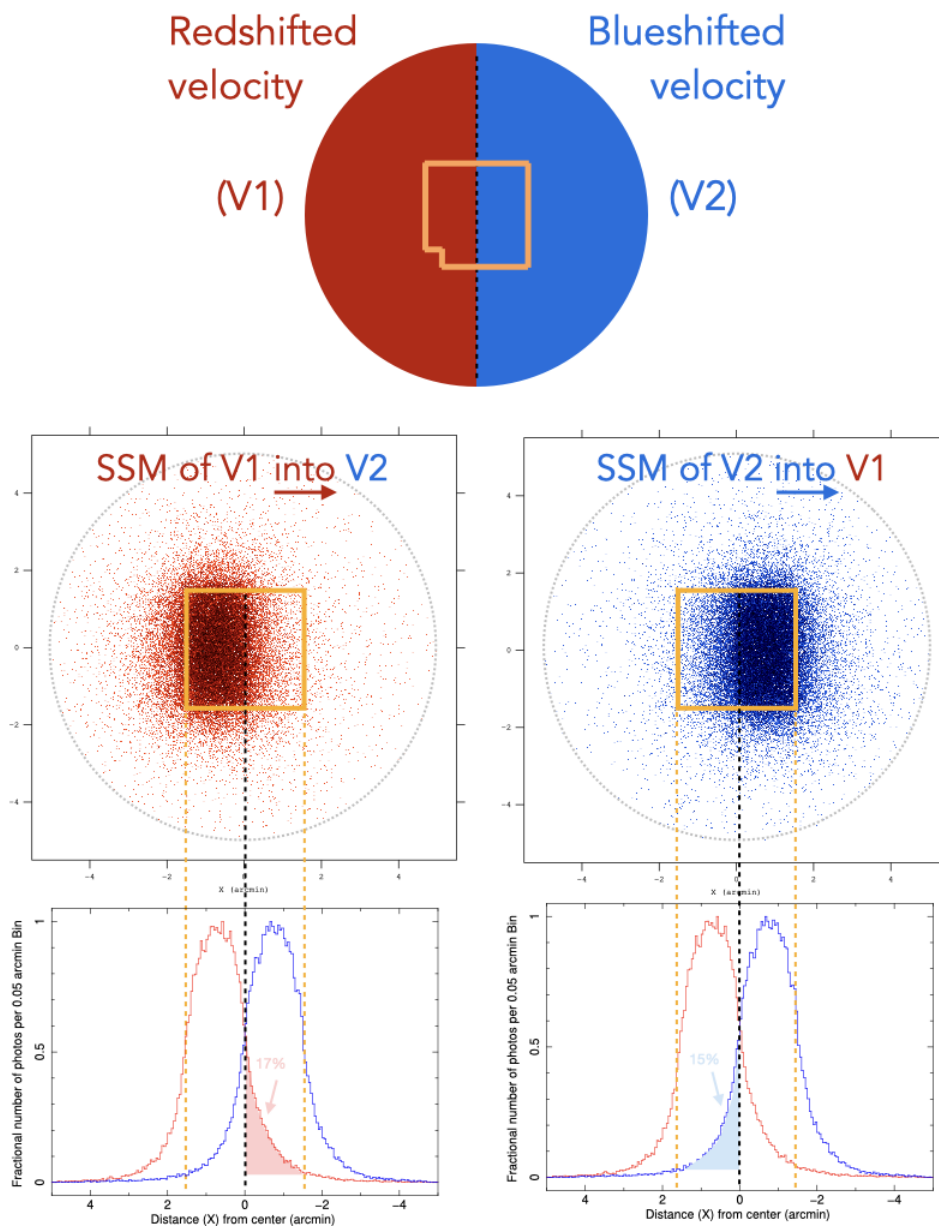 Redshifted
velocity
(V1)
Blueshifted
velocity
(V2)
SSM of V1 into V2
4
2
0
-2
-4
-4
-2
0
2
4
X (arcmin)
SSM of V2 into V1
4
2
0
-2
-4
-4
-2
0
2
4
X (arcmin)
Fractional number of photos per 0.05 arcmin Bin
1
0.5
0
17%
4
2
0
-2
-4
Distance (X) from center (arcmin)
Fractional number of photos per 0.05 arcmin Bin
1
0.5
0
15%
4
2
0
-2
-4
Distance (X) from center (arcmin)